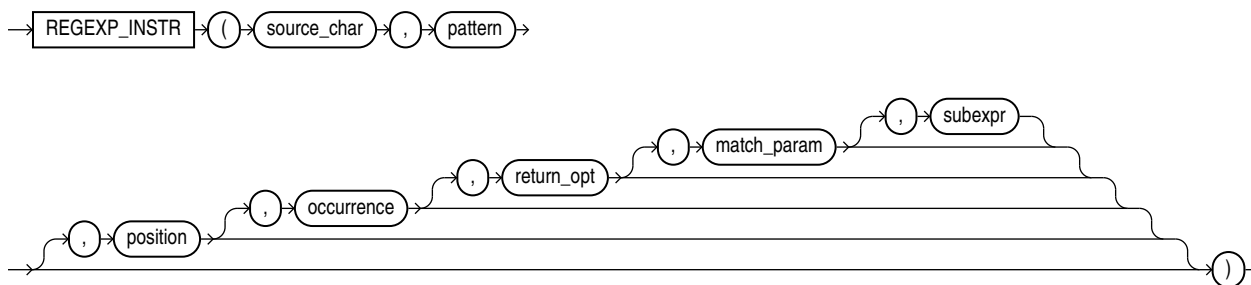 REGEXP_INSTR ( source_char , pattern
, subexpr
, match_param
, return_opt
, occurrence
, position
)